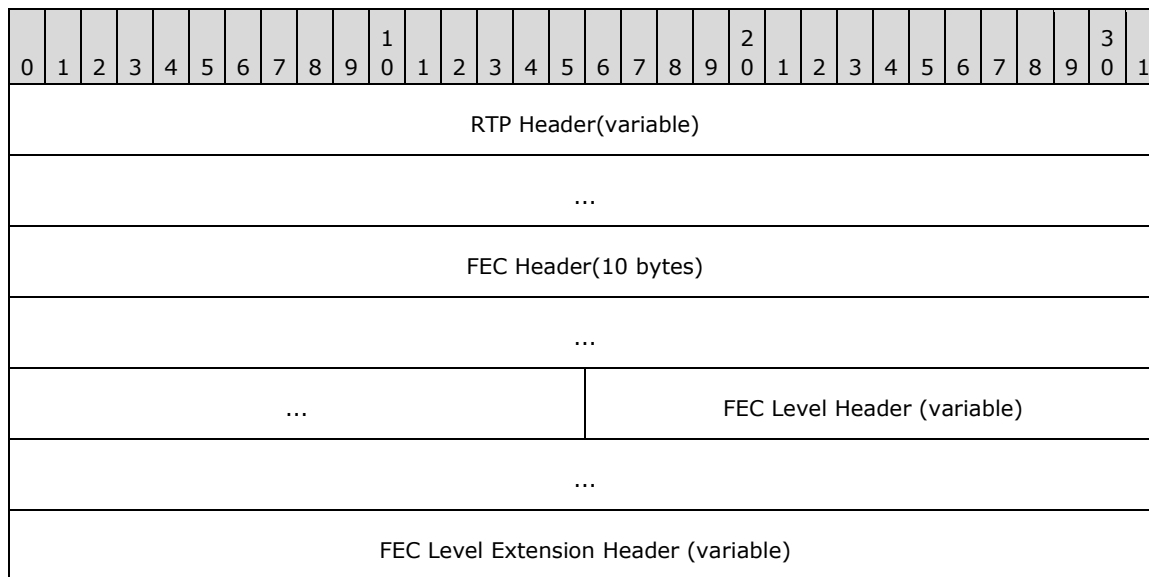 1 2 3
0 1 2 3 4 5 6 7 8 9 0 1 2 3 4 5 6 7 8 9 0 1 2 3 4 5 6 7 8 9 0 1
RTP Header(variable)
...
FEC Header(10 bytes)
...
... FEC Level Header (variable)
...
FEC Level Extension Header (variable)